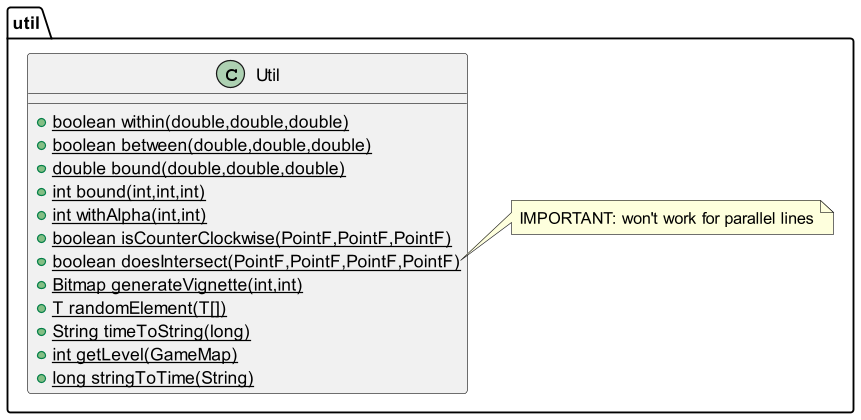 util
C Util
boolean within(double,double,double)
boolean between(double,double,double)
double bound(double,double,double)
int bound(int,int,int)
int withAlpha(int,int)
boolean isCounterClockwise(PointF,PointF,PointF)
boolean doesIntersect(PointF,PointF,PointF,PointF)
IMPORTANT: won't work for parallel lines
Bitmap generateVignette(int,int)
T randomElement(T[])
String timeToString(long)
int getLevel(GameMap)
long stringToTime(String)